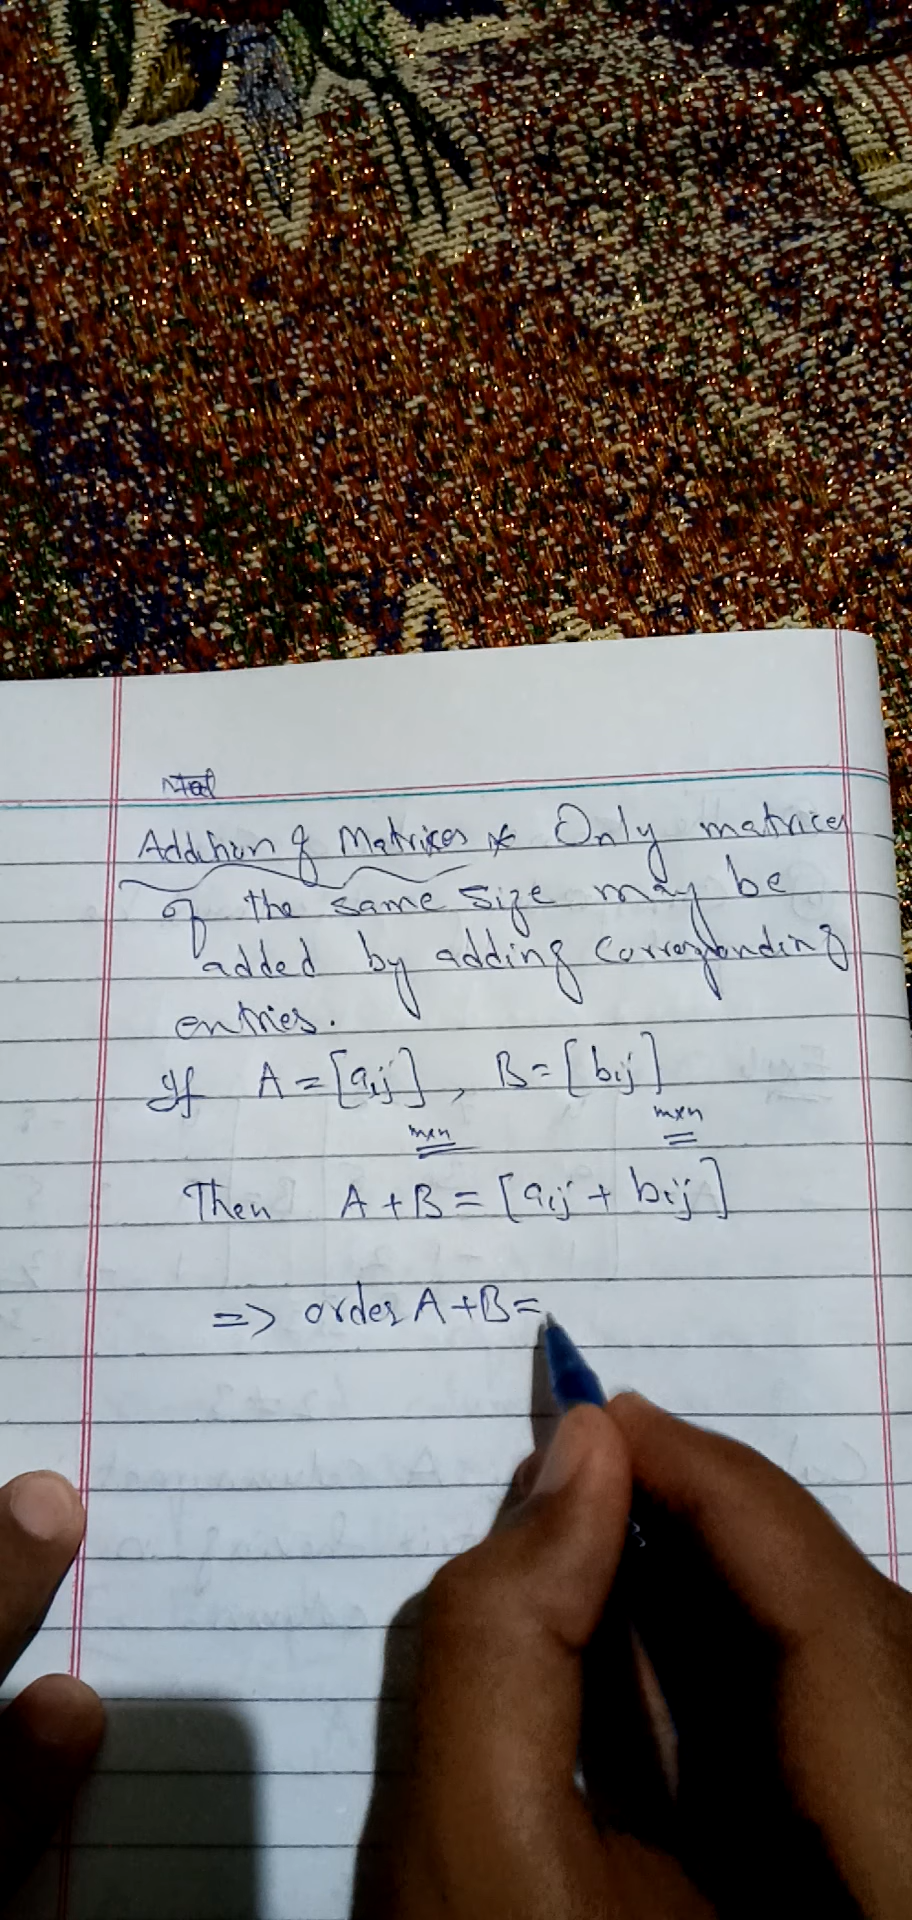 Addition of Matrices * Only matrices
of the same size may be
added by adding corresponding
entries.
If A = [aij] , B = [bij]
mxn mxn
Then A + B = [aij + bij]
=> order A + B =